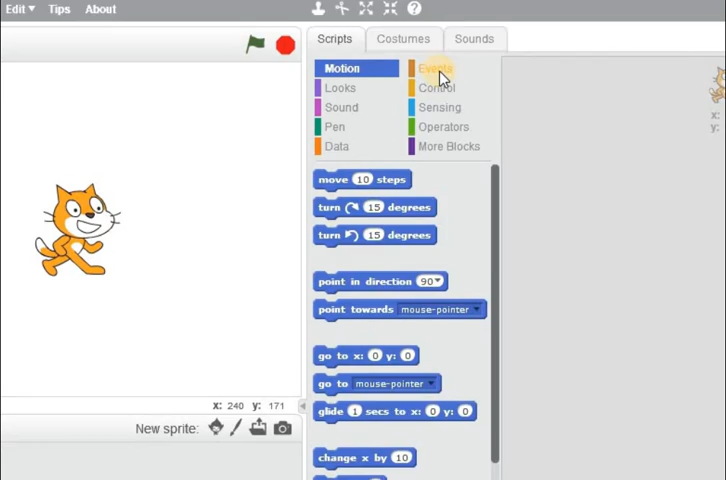 Edit Tips About
Scripts Costumes Sounds
Motion Events
Looks Control
Sound Sensing
Pen Operators
Data More Blocks
x:
y:
move 10 steps
turn 15 degrees
turn 15 degrees
point in direction 90
point towards mouse-pointer
go to x: 0 y: 0
go to mouse-pointer
glide 1 secs to x: 0 y: 0
change x by 10
x: 240 y: 171
New sprite: